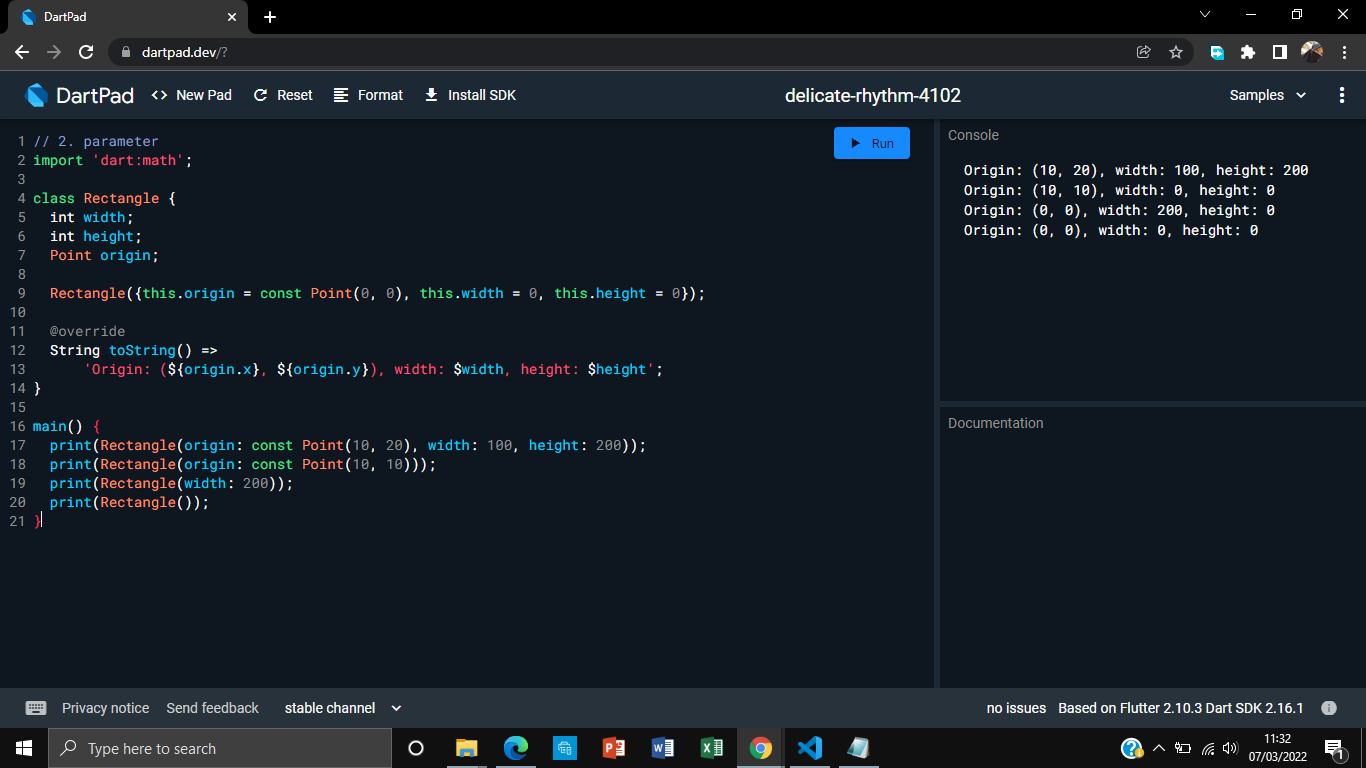 DartPad
dartpad.dev/?
DartPad <> New Pad Reset Format Install SDK delicate-rhythm-4102 Samples
1 // 2. parameter
2 import 'dart:math';
3
4 class Rectangle {
5   int width;
6   int height;
7   Point origin;
8
9   Rectangle({this.origin = const Point(0, 0), this.width = 0, this.height = 0});
10
11   @override
12   String toString() =>
13       'Origin: (${origin.x}, ${origin.y}), width: $width, height: $height';
14 }
15
16 main() {
17   print(Rectangle(origin: const Point(10, 20), width: 100, height: 200));
18   print(Rectangle(origin: const Point(10, 10)));
19   print(Rectangle(width: 200));
20   print(Rectangle());
21 }
Run
Console
Origin: (10, 20), width: 100, height: 200
Origin: (10, 10), width: 0, height: 0
Origin: (0, 0), width: 200, height: 0
Origin: (0, 0), width: 0, height: 0
Documentation
Privacy notice Send feedback stable channel no issues Based on Flutter 2.10.3 Dart SDK 2.16.1 i
Type here to search
11:32
07/03/2022
1